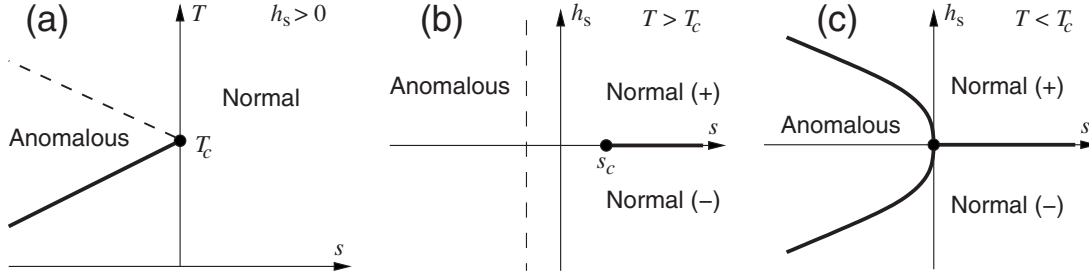 (a)
T
h_s > 0
Normal
Anomalous
T_c
s
(b)
h_s
T > T_c
Anomalous
Normal (+)
s
s_c
Normal (−)
(c)
h_s
T < T_c
Normal (+)
Anomalous
s
Normal (−)